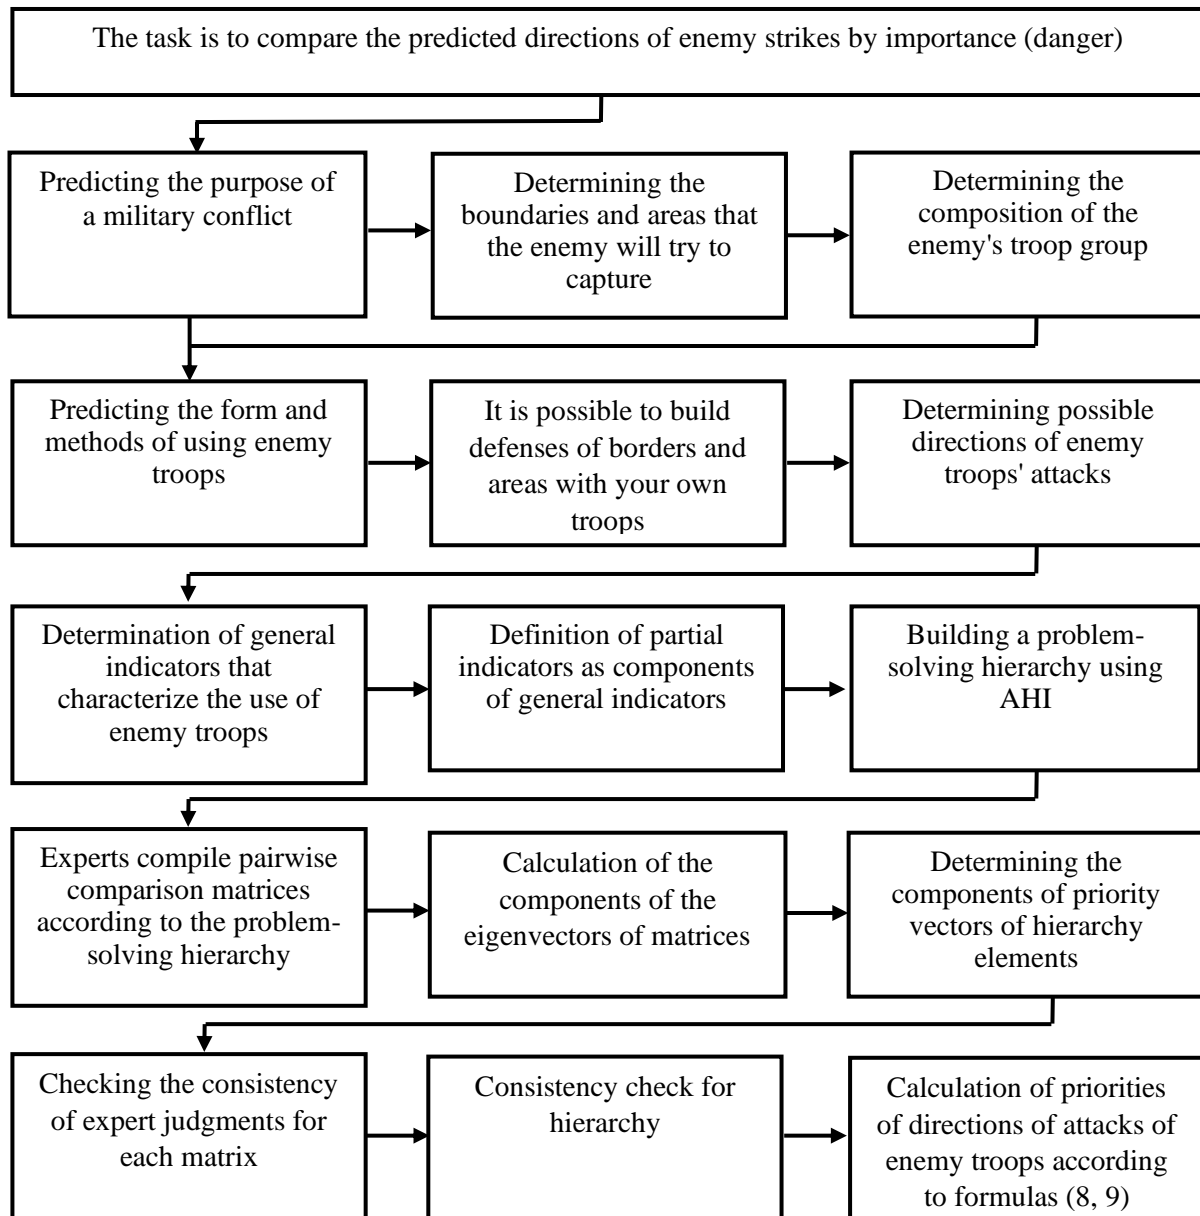 The task is to compare the predicted directions of enemy strikes by importance (danger)
Predicting the purpose of
a military conflict
Determining the
boundaries and areas that
the enemy will try to
capture
Determining the
composition of the
enemy's troop group
Predicting the form and
methods of using enemy
troops
It is possible to build
defenses of borders and
areas with your own
troops
Determining possible
directions of enemy
troops' attacks
Determination of general
indicators that
characterize the use of
enemy troops
Definition of partial
indicators as components
of general indicators
Building a problem-
solving hierarchy using
AHI
Experts compile pairwise
comparison matrices
according to the problem-
solving hierarchy
Calculation of the
components of the
eigenvectors of matrices
Determining the
components of priority
vectors of hierarchy
elements
Checking the consistency
of expert judgments for
each matrix
Consistency check for
hierarchy
Calculation of priorities
of directions of attacks of
enemy troops according
to formulas (8, 9)